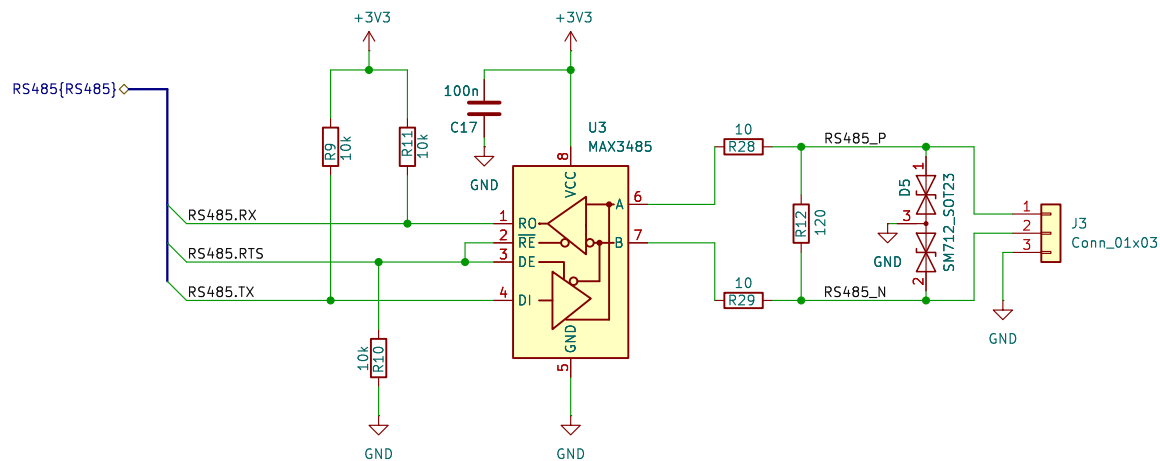 +3V3
+3V3
RS485{RS485}
100n
C17
GND
R9
10k
R11
10k
U3
MAX3485
8
VCC
RS485.RX
1
RO
RS485.RTS
2
RE
3
DE
RS485.TX
4
DI
6
A
7
B
GND
5
10k
R10
GND
GND
10
R28
RS485_P
R12
120
10
R29
RS485_N
D5
1
3
2
SM712_SOT23
GND
1
2
3
J3
Conn_01x03
GND